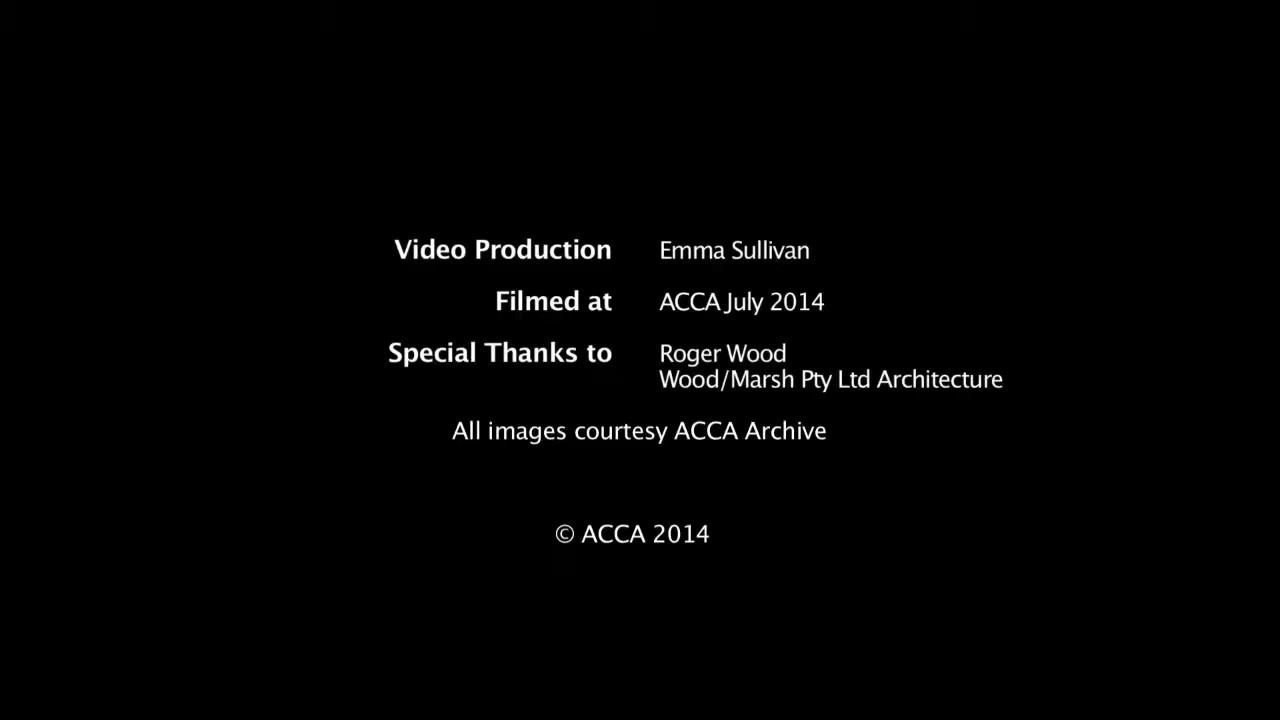 Video Production Emma Sullivan
Filmed at ACCA July 2014
Special Thanks to Roger Wood
Wood/Marsh Pty Ltd Architecture
All images courtesy ACCA Archive
© ACCA 2014